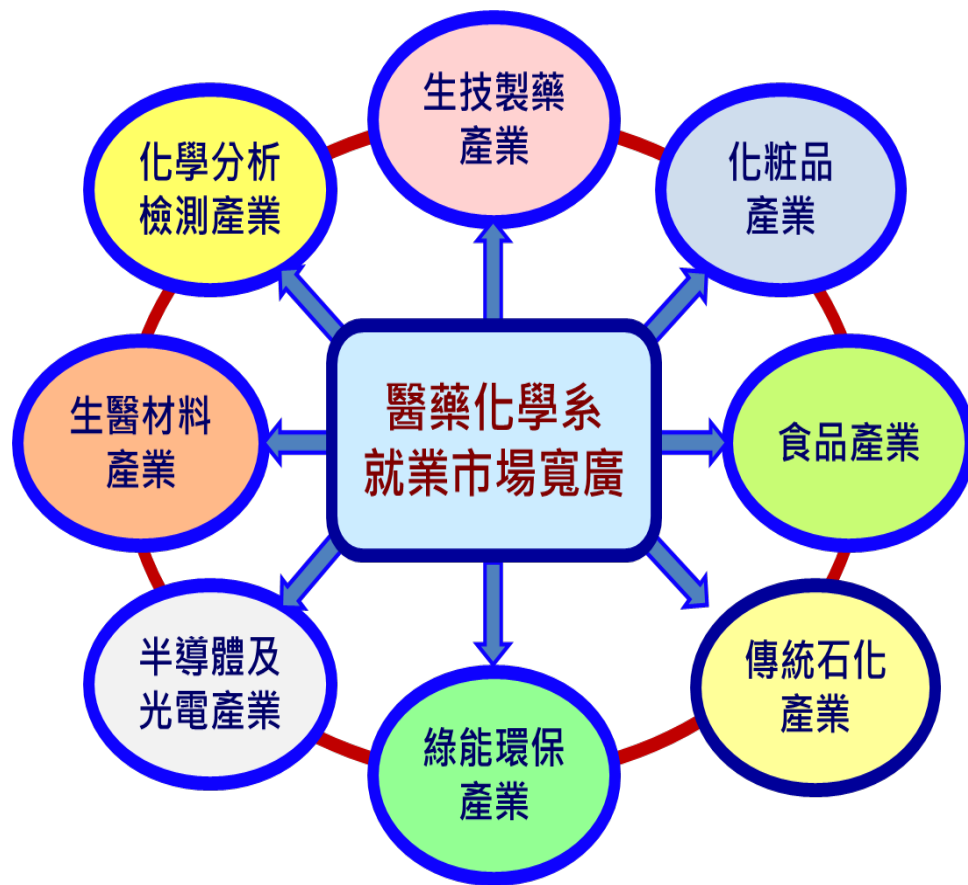 生技製藥
產業
化粧品
產業
食品產業
傳統石化
產業
綠能環保
產業
半導體及
光電產業
生醫材料
產業
化學分析
檢測產業
醫藥化學系
就業市場寬廣